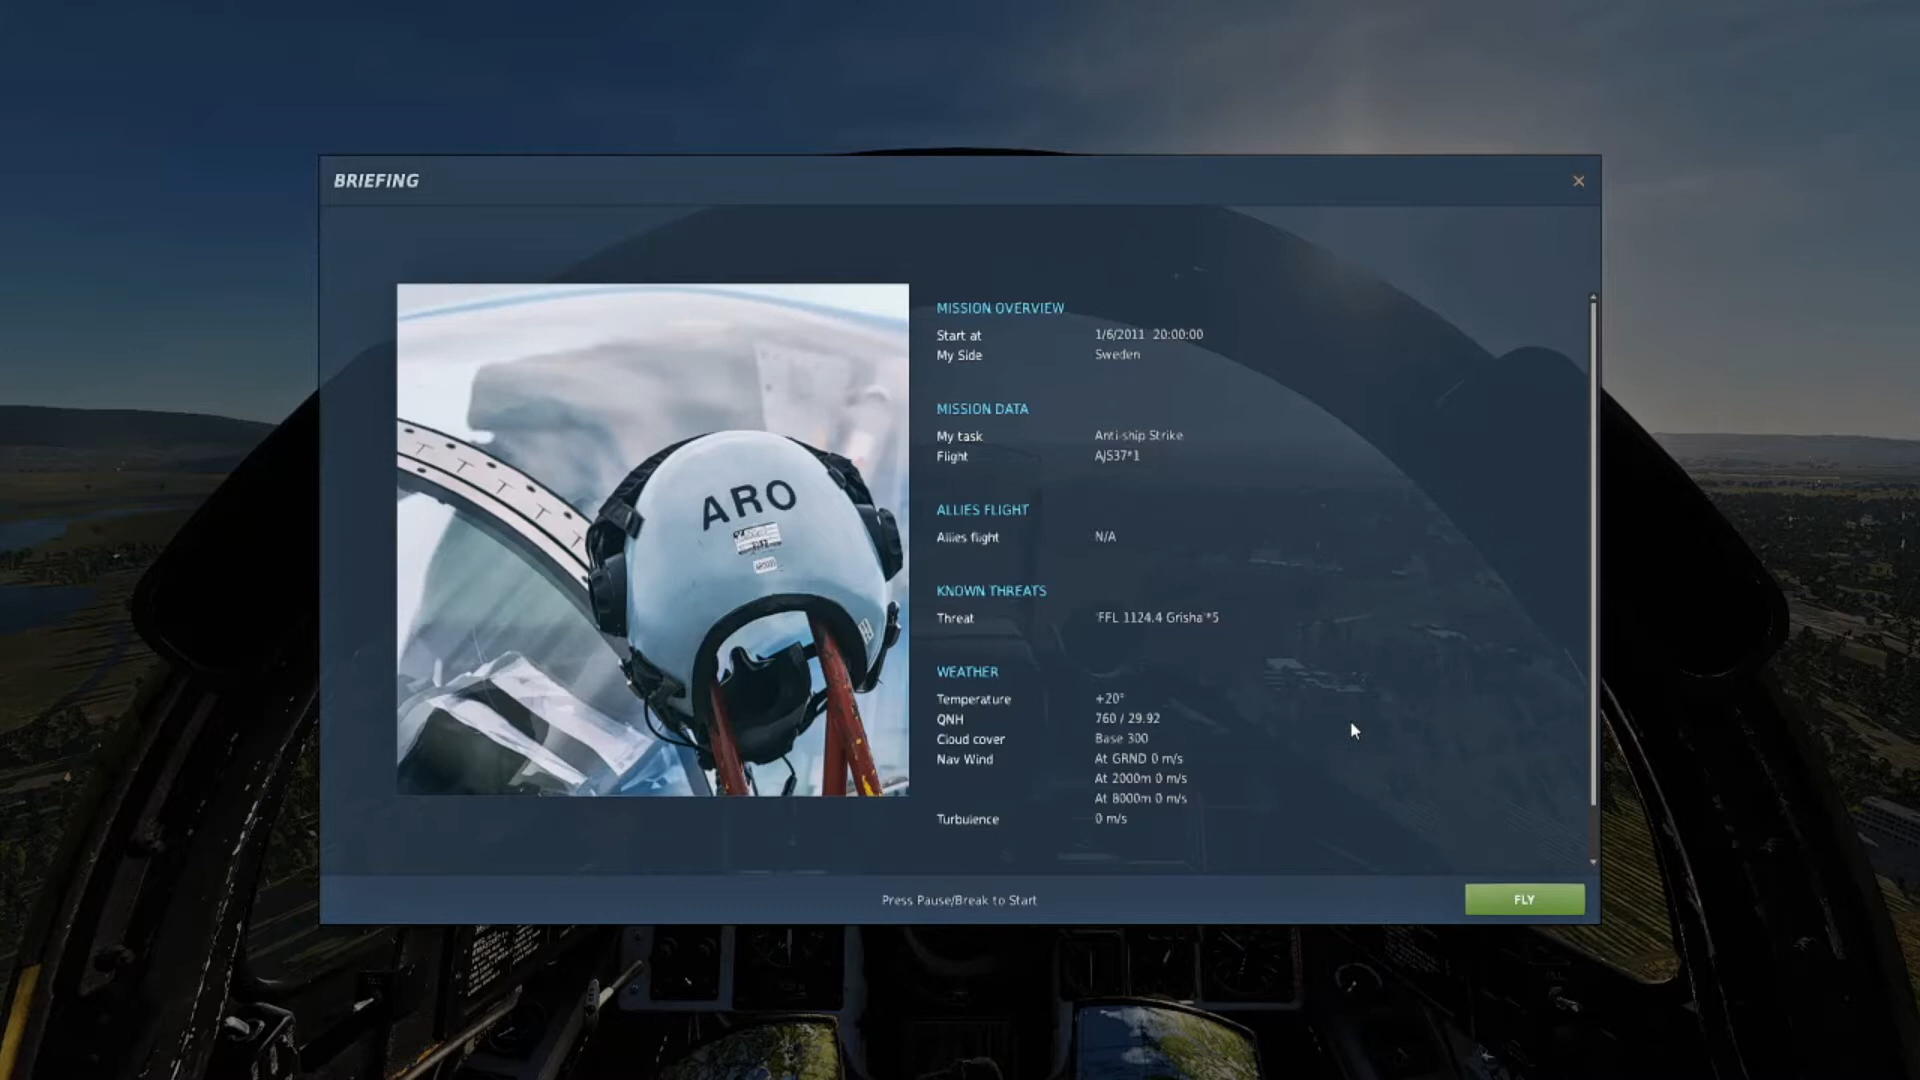 BRIEFING
ARO
MISSION OVERVIEW
Start at 1/6/2011 20:00:00
My Side Sweden
MISSION DATA
My task Anti-ship Strike
Flight AJS37*1
ALLIES FLIGHT
Allies flight N/A
KNOWN THREATS
Threat 'FFL 1124.4 Grisha'*5
WEATHER
Temperature +20°
QNH 760 / 29.92
Cloud cover Base 300
Nav Wind At GRND 0 m/s
At 2000m 0 m/s
At 8000m 0 m/s
Turbulence 0 m/s
Press Pause/Break to Start
FLY